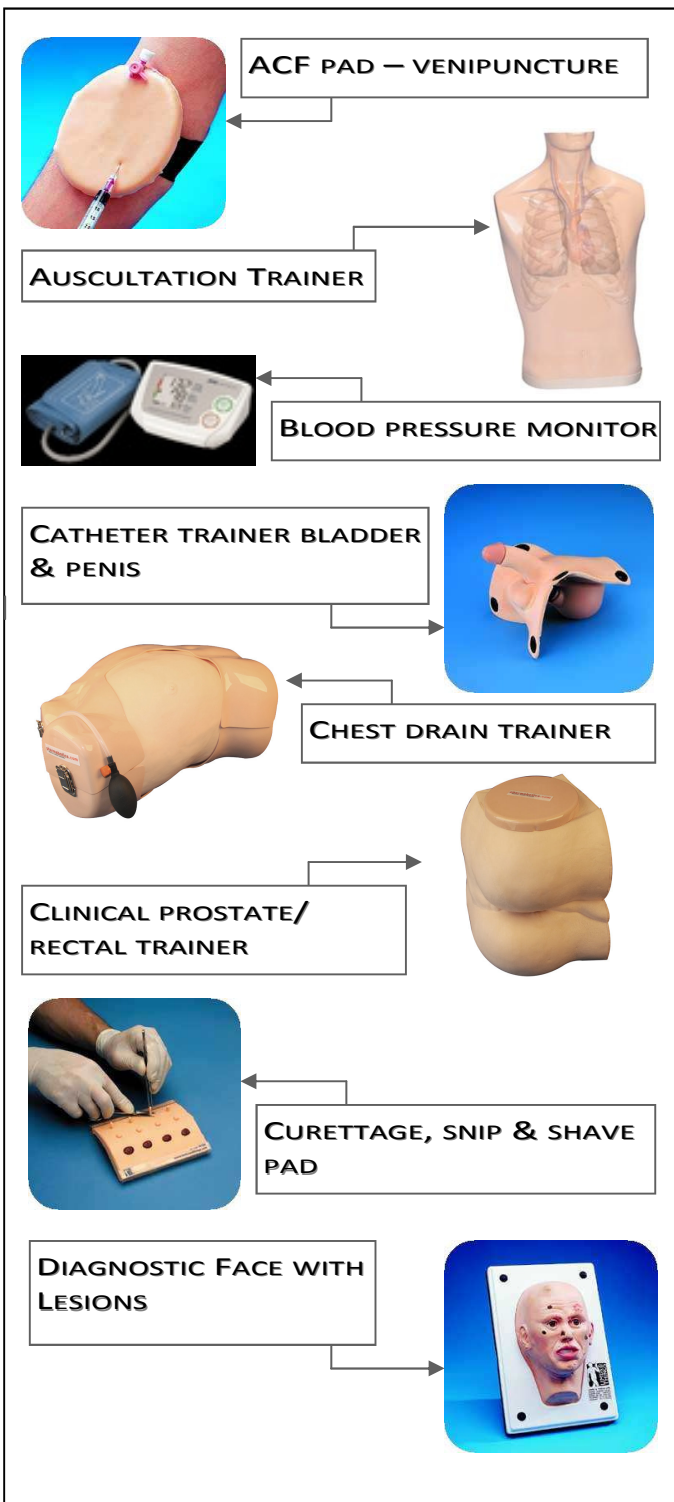 ACF PAD – VENIPUNCTURE
AUSCULTATION TRAINER
BLOOD PRESSURE MONITOR
CATHETER TRAINER BLADDER
& PENIS
CHEST DRAIN TRAINER
CLINICAL PROSTATE/
RECTAL TRAINER
CURETTAGE, SNIP & SHAVE
PAD
DIAGNOSTIC FACE WITH
LESIONS